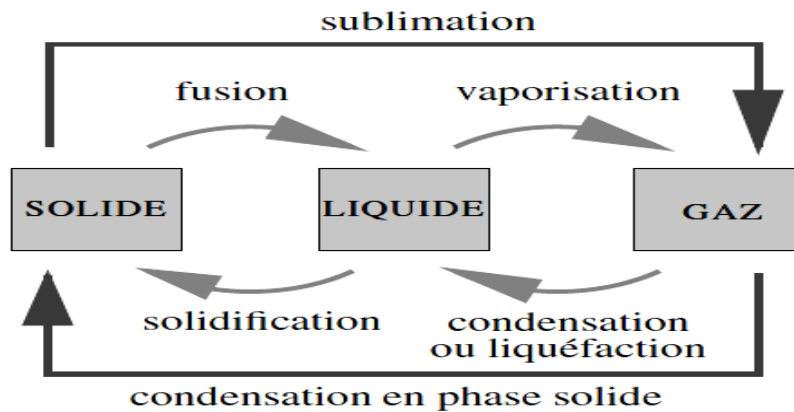 sublimation
fusion
vaporisation
SOLIDE
LIQUIDE
GAZ
solidification
condensation
ou liquéfaction
condensation en phase solide